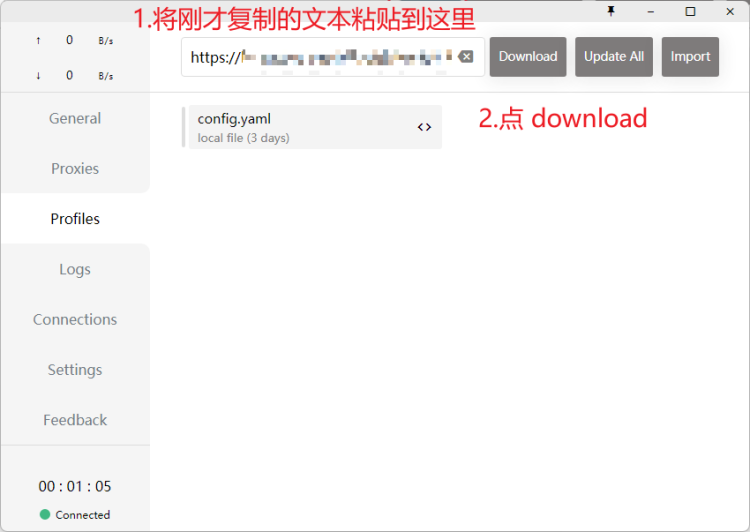 1.将刚才复制的文本粘贴到这里
↑ 0 B/s
↓ 0 B/s
https://
Download
Update All
Import
General
Proxies
Profiles
Logs
Connections
Settings
Feedback
config.yaml
local file (3 days)
2.点 download
00 : 01 : 05
Connected